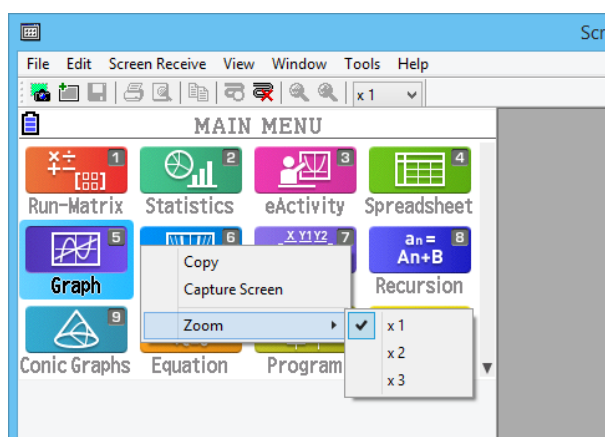 Scr
File Edit Screen Receive View Window Tools Help
x 1
MAIN MENU
×÷+− [88] 1 2 3 4
Run-Matrix Statistics eActivity Spreadsheet
5 6 X Y1Y2 7 an= An+B 8
Graph Recursion
Copy
Capture Screen
Zoom
x 1
x 2
x 3
9
Conic Graphs Equation Program